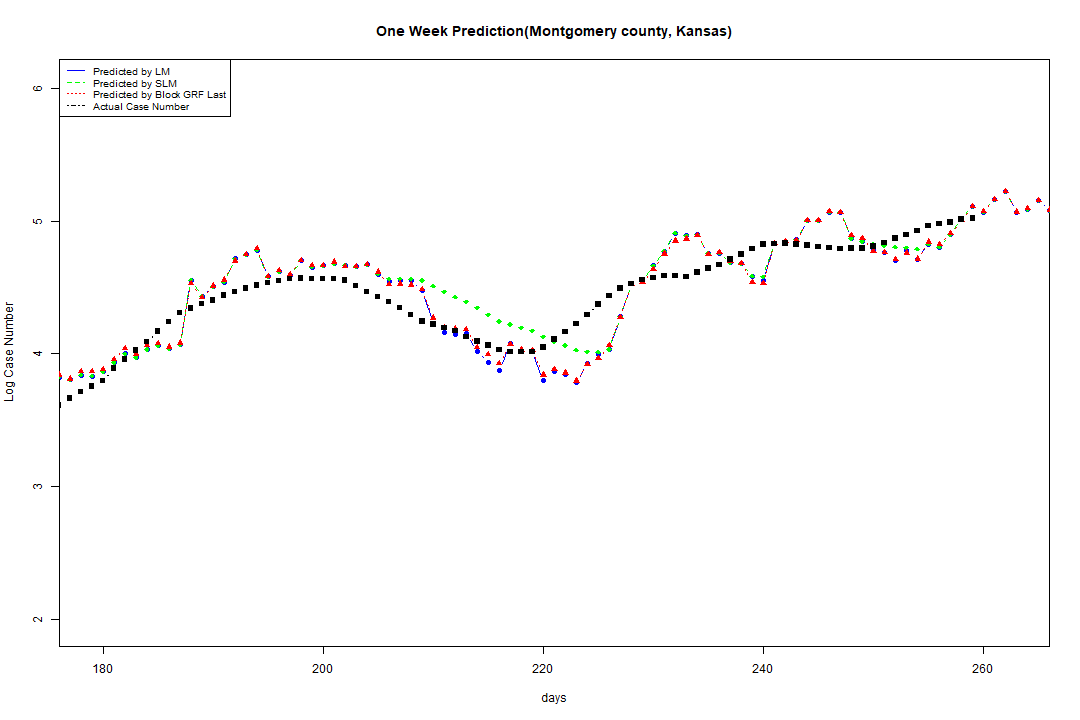 One Week Prediction(Montgomery county, Kansas)
Predicted by LM
Predicted by SLM
Predicted by Block GRF Last
Actual Case Number
6
5
4
3
2
Log Case Number
180 200 220 240 260
days